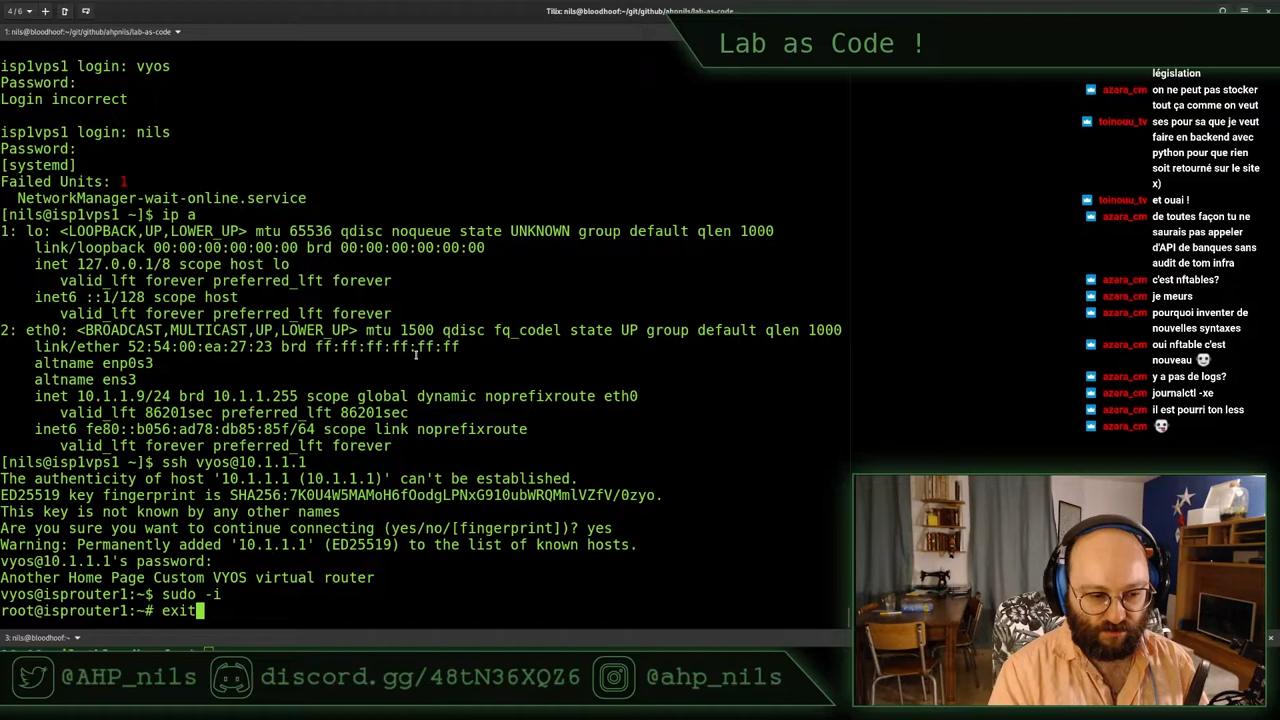 4/6
Tilix: nils@bloodhoof:~/git/github/ahpnils/lab-as-code
1: nils@bloodhoof:~/git/github/ahpnils/lab-as-code
Lab as Code !
isp1vps1 login: vyos
Password:
Login incorrect
isp1vps1 login: nils
Password:
[systemd]
Failed Units: 1
NetworkManager-wait-online.service
[nils@isp1vps1 ~]$ ip a
1: lo: <LOOPBACK,UP,LOWER_UP> mtu 65536 qdisc noqueue state UNKNOWN group default qlen 1000
link/loopback 00:00:00:00:00:00 brd 00:00:00:00:00:00
inet 127.0.0.1/8 scope host lo
valid_lft forever preferred_lft forever
inet6 ::1/128 scope host
valid_lft forever preferred_lft forever
2: eth0: <BROADCAST,MULTICAST,UP,LOWER_UP> mtu 1500 qdisc fq_codel state UP group default qlen 1000
link/ether 52:54:00:ea:27:23 brd ff:ff:ff:ff:ff:ff
altname enp0s3
altname ens3
inet 10.1.1.9/24 brd 10.1.1.255 scope global dynamic noprefixroute eth0
valid_lft 86201sec preferred_lft 86201sec
inet6 fe80::b056:ad78:db85:85f/64 scope link noprefixroute
valid_lft forever preferred_lft forever
[nils@isp1vps1 ~]$ ssh vyos@10.1.1.1
The authenticity of host '10.1.1.1 (10.1.1.1)' can't be established.
ED25519 key fingerprint is SHA256:7K0U4W5MAMoH6fOodgLPNxG910ubWRQMmlVZfV/0zyo.
This key is not known by any other names
Are you sure you want to continue connecting (yes/no/[fingerprint])? yes
Warning: Permanently added '10.1.1.1' (ED25519) to the list of known hosts.
vyos@10.1.1.1's password:
Another Home Page Custom VYOS virtual router
vyos@isprouter1:~$ sudo -i
root@isprouter1:~# exit
3: nils@bloodhoof:~
législation
azara_cm on ne peut pas stocker
tout ça comme on veut
toinouu_tv ses pour sa que je veut
faire en backend avec
python pour que rien
soit retourné sur le site
x)
toinouu_tv et ouai !
azara_cm de toutes façon tu ne
saurais pas appeler
d'API de banques sans
audit de tom infra
azara_cm c'est nftables?
azara_cm je meurs
azara_cm pourquoi inventer de
nouvelles syntaxes
azara_cm oui nftable c'est
nouveau
azara_cm y a pas de logs?
azara_cm journalctl -xe
azara_cm il est pourri ton less
azara_cm
@AHP_nils
discord.gg/48tN36XQZ6
@ahp_nils